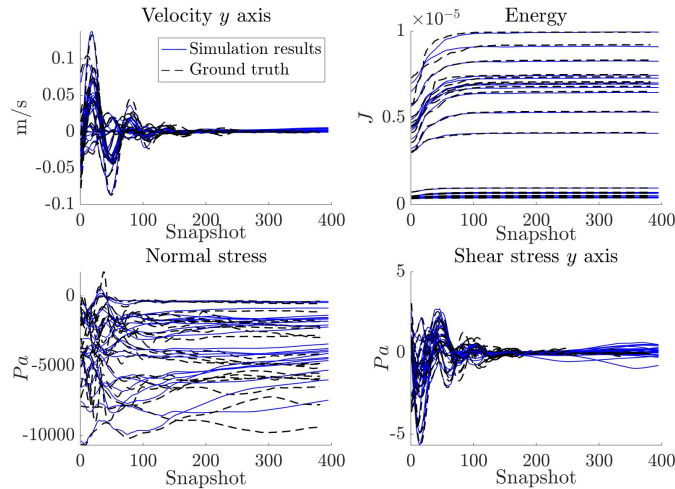 Velocity y axis
Simulation results
Ground truth
m/s
0.1
0.05
0
-0.05
-0.1
0 100 200 300 400
Snapshot
Energy
×10⁻⁵
J
1
0.5
0
0 100 200 300 400
Snapshot
Normal stress
Pa
0
-5000
-10000
0 100 200 300 400
Snapshot
Shear stress y axis
Pa
5
0
-5
0 100 200 300 400
Snapshot